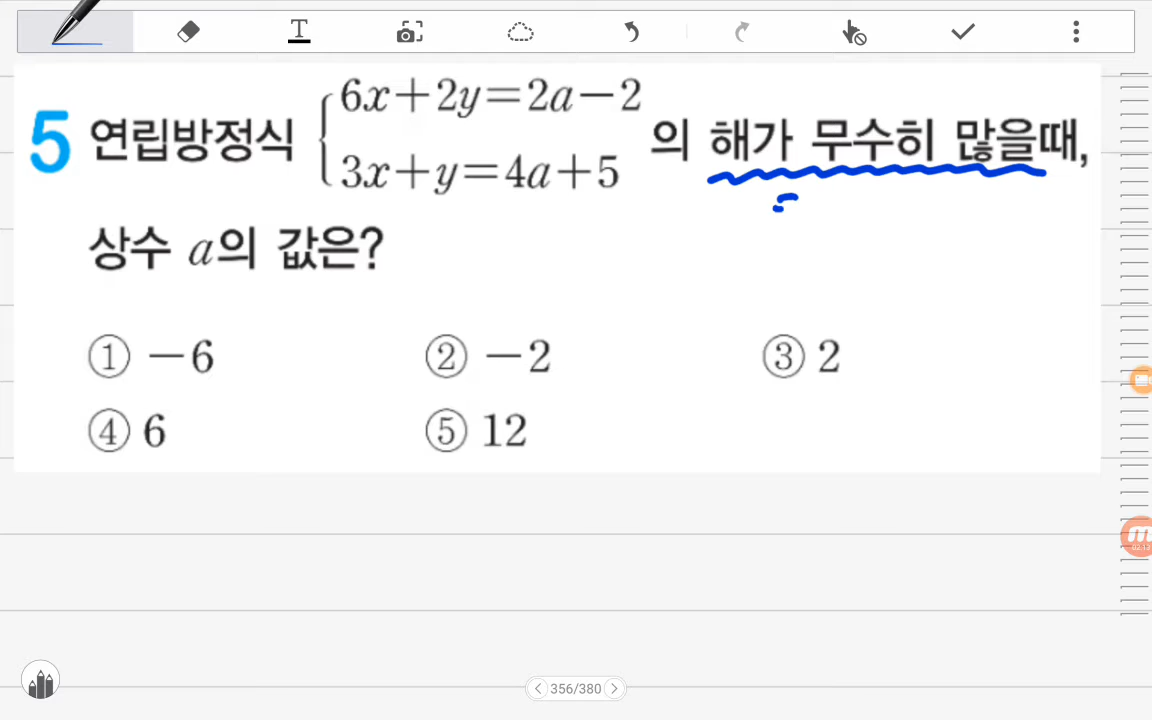 T
5 연립방정식 { 6x+2y=2a-2
3x+y=4a+5 의 해가 무수히 많을때,
상수 a의 값은?
① -6 ② -2 ③ 2
④ 6 ⑤ 12
02:13
356/380